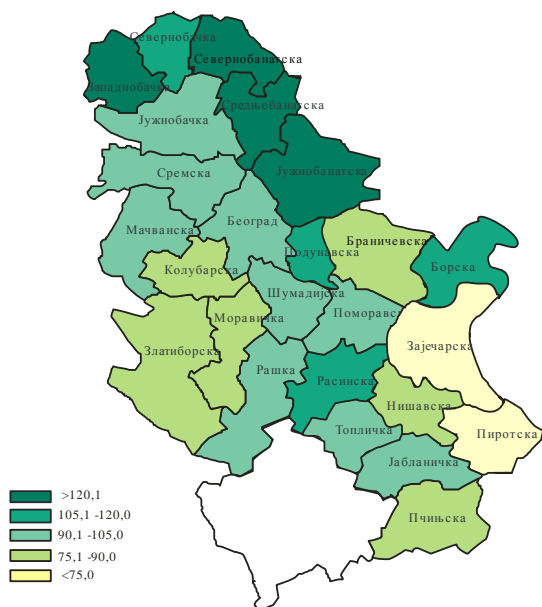 Севернобачка
Севернобанатска
Западнобачка
Средњебанатска
Јужнобачка
Сремска
Јужнобанатска
Београд
Мачванска
Подунавска
Браничевска
Борска
Колубарска
Шумадијска
Поморавс
Моравичка
Златиборска
Зајечарска
Рашка
Расинска
Нишавска
Топличка
Пиротска
Јабланичка
Пчињска
>120,1
105,1 -120,0
90,1 -105,0
75,1 -90,0
<75,0